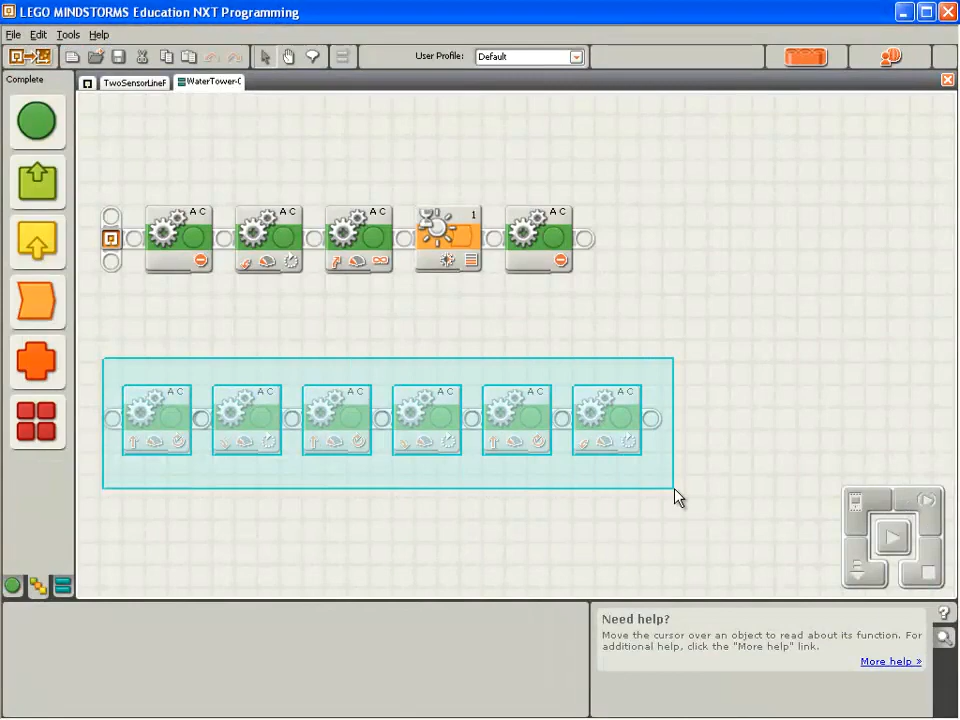 LEGO MINDSTORMS Education NXT Programming
File Edit Tools Help
User Profile: Default
Complete
TwoSensorLineF
WaterTower-C
A C
A C
A C
1
A C
A C
A C
A C
A C
A C
A C
Need help?
Move the cursor over an object to read about its function. For
additional help, click the "More help" link.
More help »